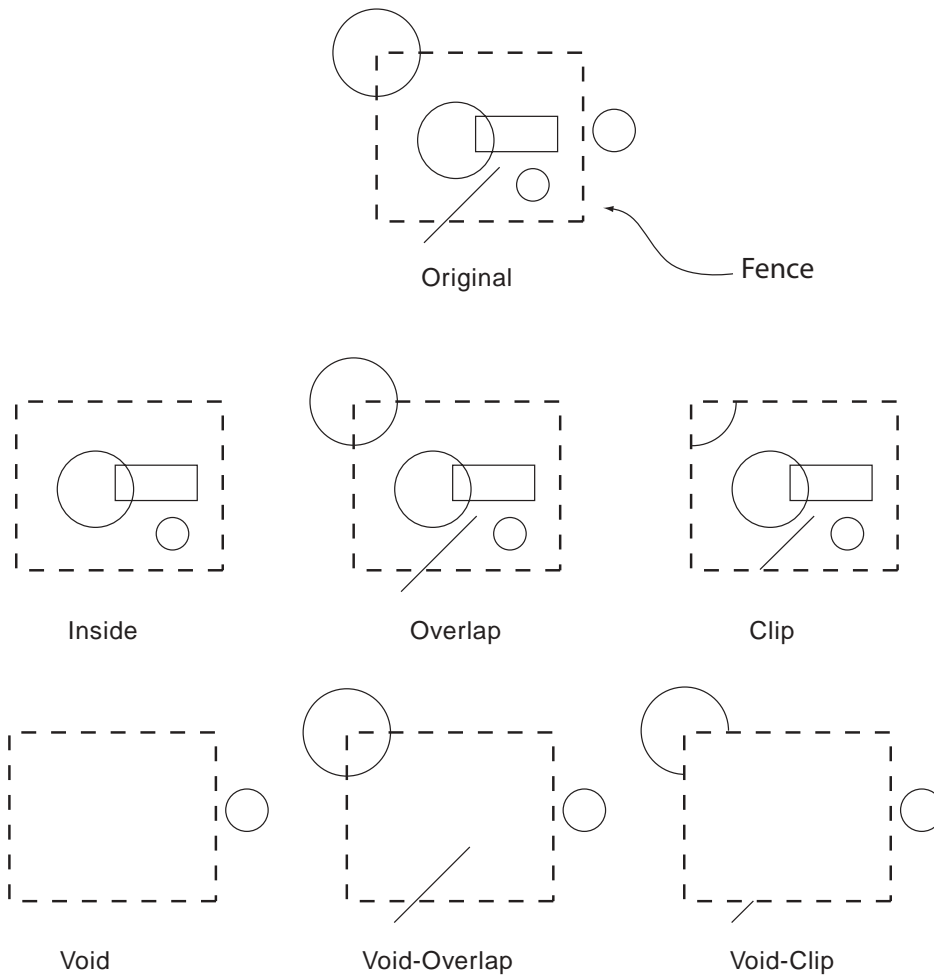 Original
Fence
Inside
Overlap
Clip
Void
Void-Overlap
Void-Clip